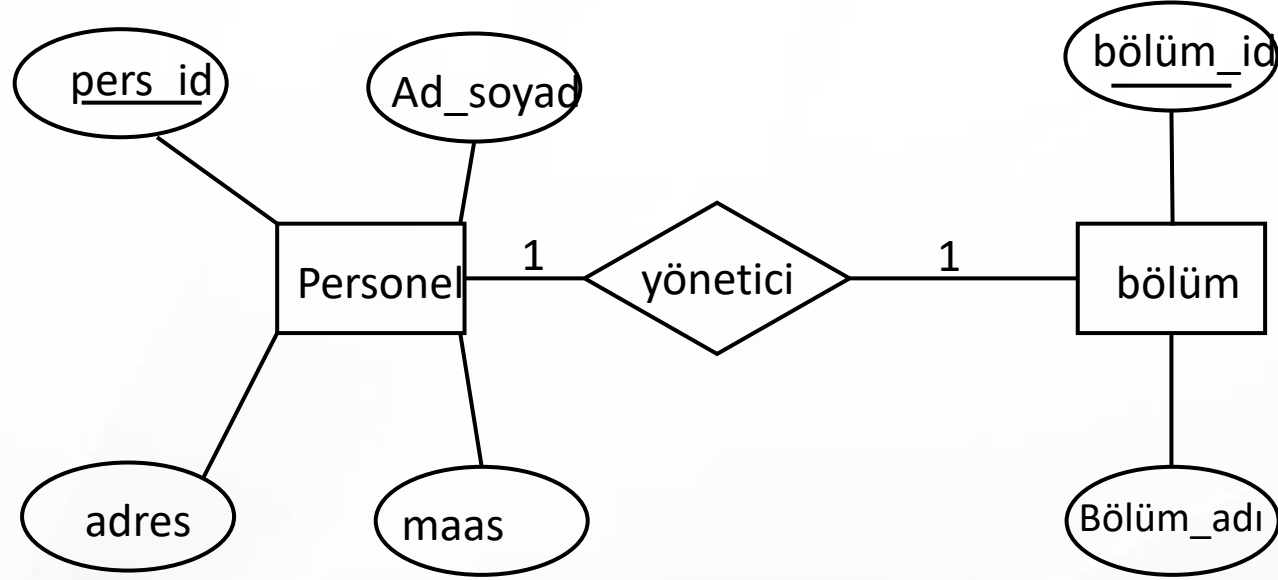 pers_id
Ad_soyad
bölüm_id
Personel
1
yönetici
1
bölüm
adres
maas
Bölüm_adı